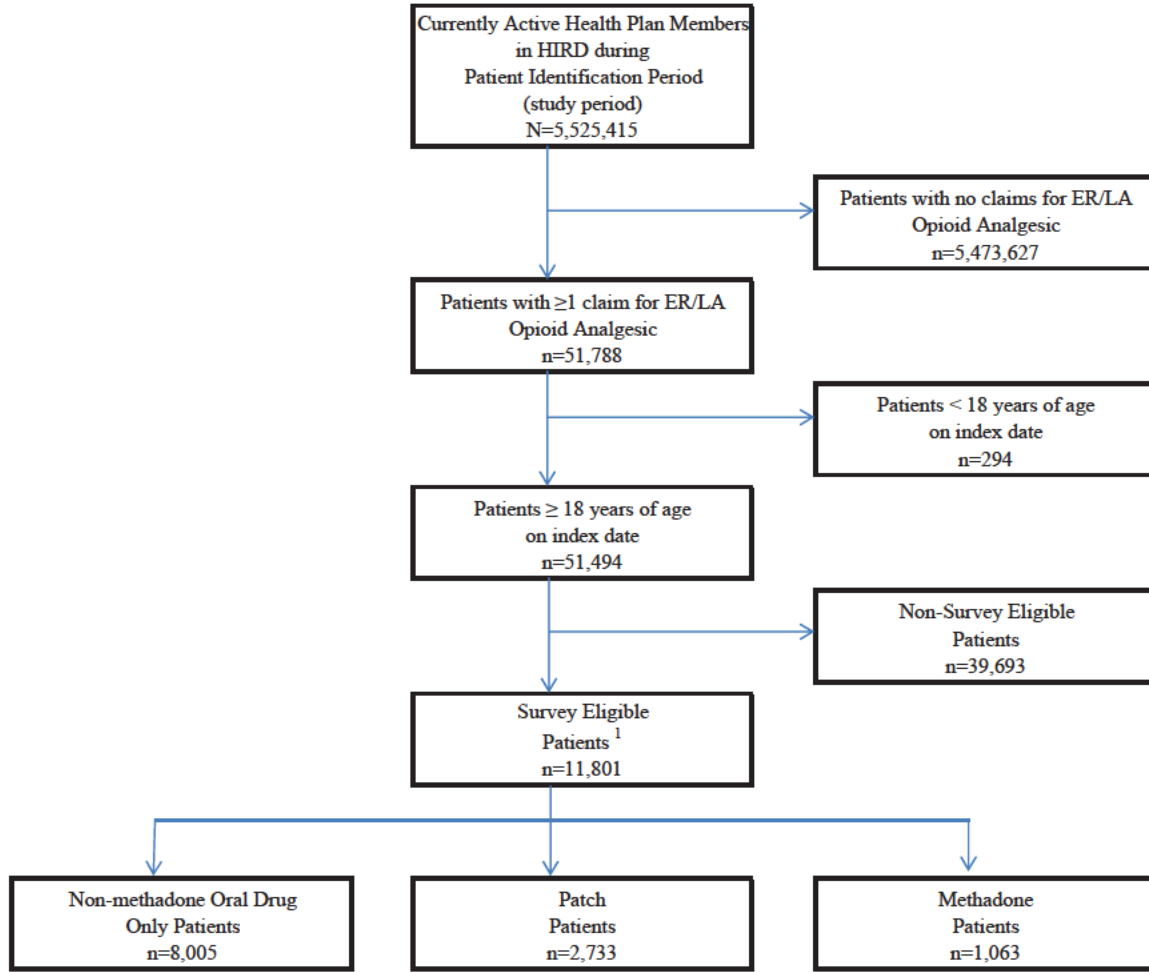 Currently Active Health Plan Members
in HIRD during
Patient Identification Period
(study period)
N=5,525,415
Patients with no claims for ER/LA
Opioid Analgesic
n=5,473,627
Patients with ≥1 claim for ER/LA
Opioid Analgesic
n=51,788
Patients < 18 years of age
on index date
n=294
Patients ≥ 18 years of age
on index date
n=51,494
Non-Survey Eligible
Patients
n=39,693
Survey Eligible
Patients 1
n=11,801
Non-methadone Oral Drug
Only Patients
n=8,005
Patch
Patients
n=2,733
Methadone
Patients
n=1,063